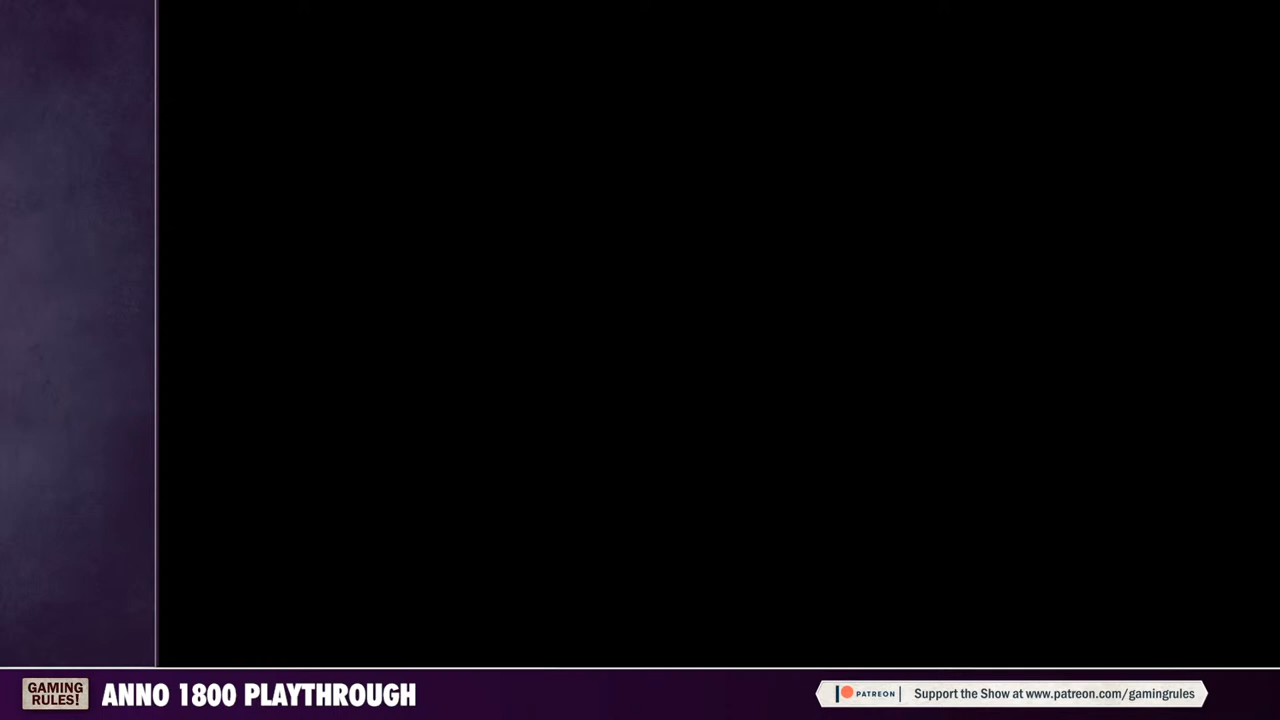 GAMING
RULES!
ANNO 1800 PLAYTHROUGH
PATREON
Support the Show at www.patreon.com/gamingrules